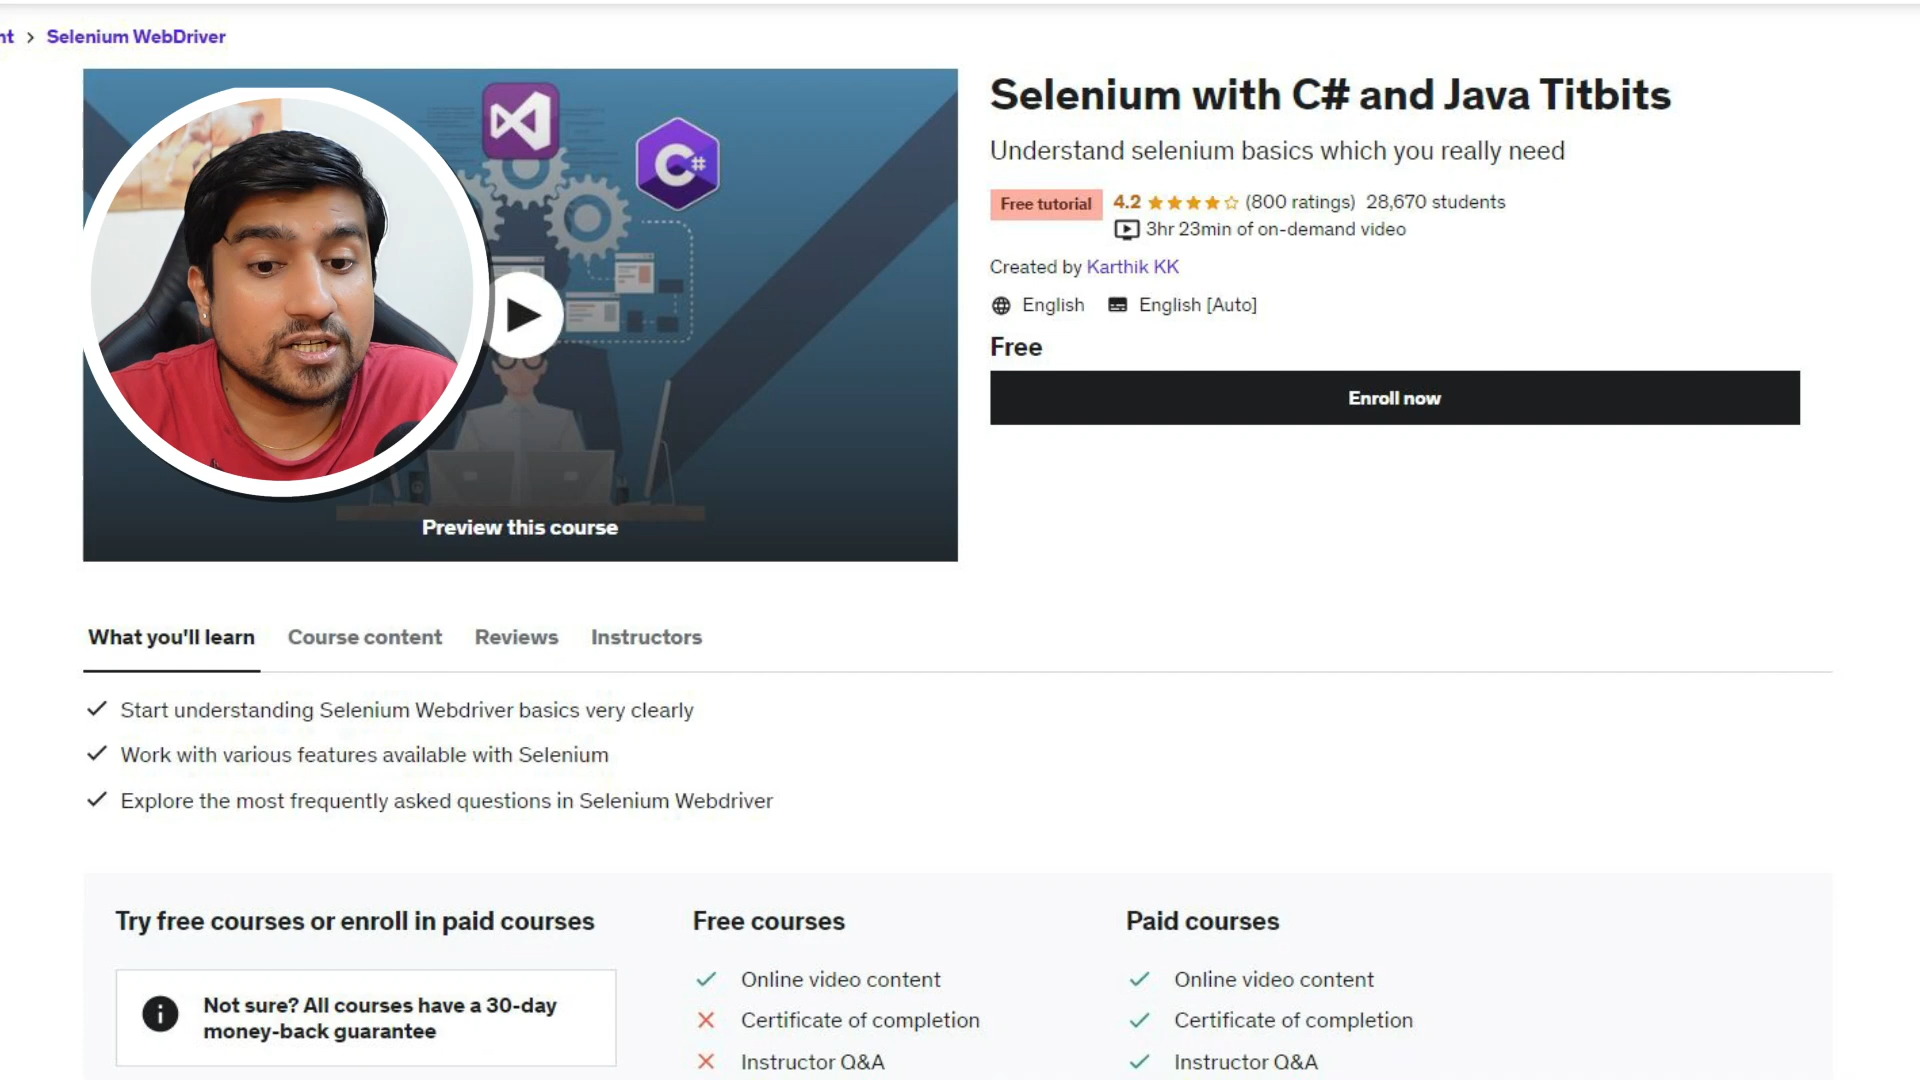 nt > Selenium WebDriver
C#
Preview this course
Selenium with C# and Java Titbits
Understand selenium basics which you really need
Free tutorial 4.2 (800 ratings) 28,670 students
3hr 23min of on-demand video
Created by Karthik KK
English English [Auto]
Free
Enroll now
What you'll learn Course content Reviews Instructors
Start understanding Selenium Webdriver basics very clearly
Work with various features available with Selenium
Explore the most frequently asked questions in Selenium Webdriver
Try free courses or enroll in paid courses
Not sure? All courses have a 30-day
money-back guarantee
Free courses
Online video content
Certificate of completion
Instructor Q&A
Paid courses
Online video content
Certificate of completion
Instructor Q&A